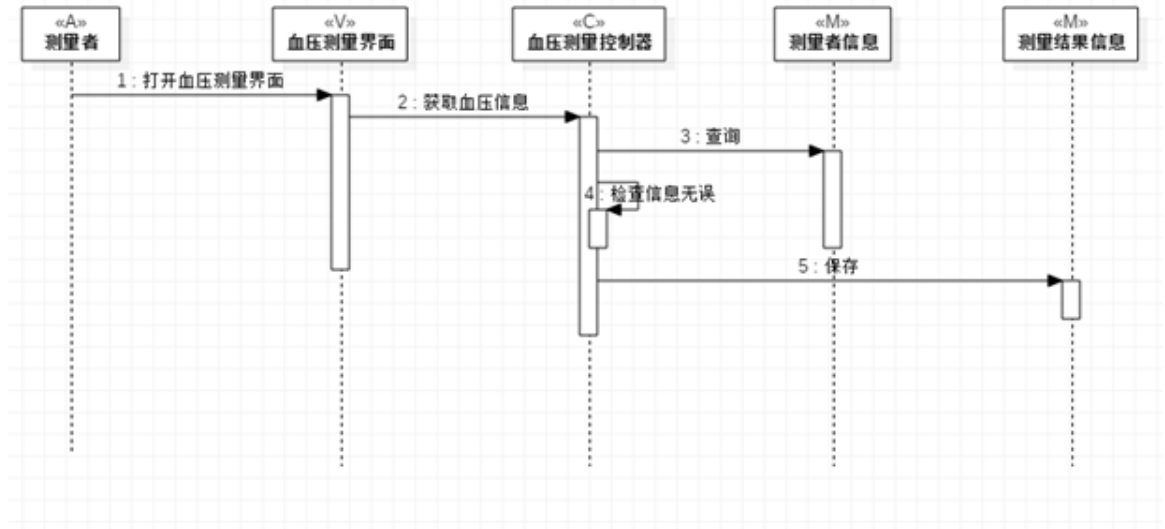 «A»
测量者
«V»
血压测量界面
«C»
血压测量控制器
«M»
测量者信息
«M»
测量结果信息
1 : 打开血压测量界面
2 : 获取血压信息
3 : 查询
4 : 检查信息无误
5 : 保存